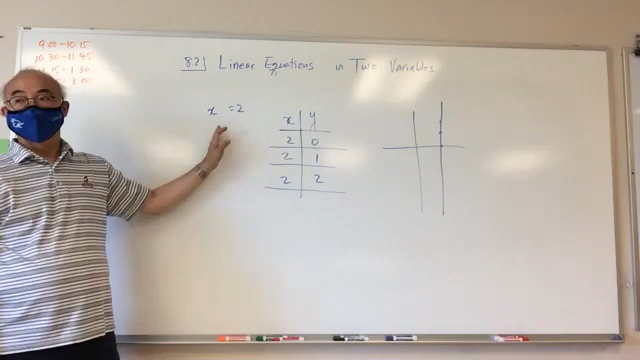 9:00-10:15
10:30-11:45
1:30
3:00
8.2 Linear Equations in Two Variables
x = 2
x y
2 0
2 1
2 2